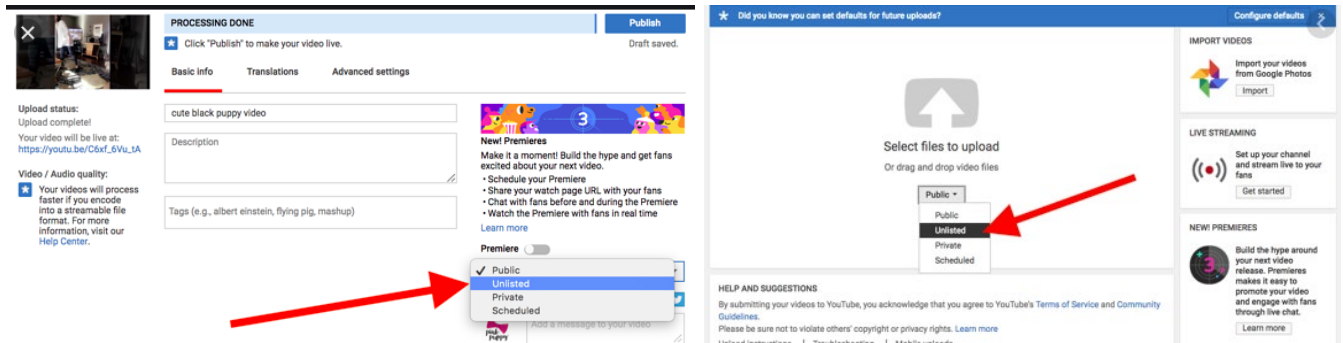 PROCESSING DONE
Publish
Click "Publish" to make your video live.
Draft saved.
Basic info
Translations
Advanced settings
Upload status:
Upload complete!
Your video will be live at:
https://youtu.be/C6xf_6Vu_tA
Video / Audio quality:
Your videos will process
faster if you encode
into a streamable file
format. For more
information, visit our
Help Center.
cute black puppy video
Description
Tags (e.g., albert einstein, flying pig, mashup)
3
New! Premieres
Make it a moment! Build the hype and get fans
excited about your next video.
• Schedule your Premiere
• Share your watch page URL with your fans
• Chat with fans before and during the Premiere
• Watch the Premiere with fans in real time
Learn more
Premiere
✓ Public
Unlisted
Private
Scheduled
Add a message to your video
pink
puppy
Did you know you can set defaults for future uploads?
Configure defaults
Select files to upload
Or drag and drop video files
Public
Public
Unlisted
Private
Scheduled
HELP AND SUGGESTIONS
By submitting your videos to YouTube, you acknowledge that you agree to YouTube's Terms of Service and Community
Guidelines.
Please be sure not to violate others' copyright or privacy rights. Learn more
Upload instructions | Troubleshooting | Mobile uploads
IMPORT VIDEOS
Import your videos
from Google Photos
Import
LIVE STREAMING
Set up your channel
and stream live to your
fans
Get started
NEW! PREMIERES
3
Build the hype around
your next video
release. Premieres
makes it easy to
promote your video
and engage with fans
through live chat.
Learn more